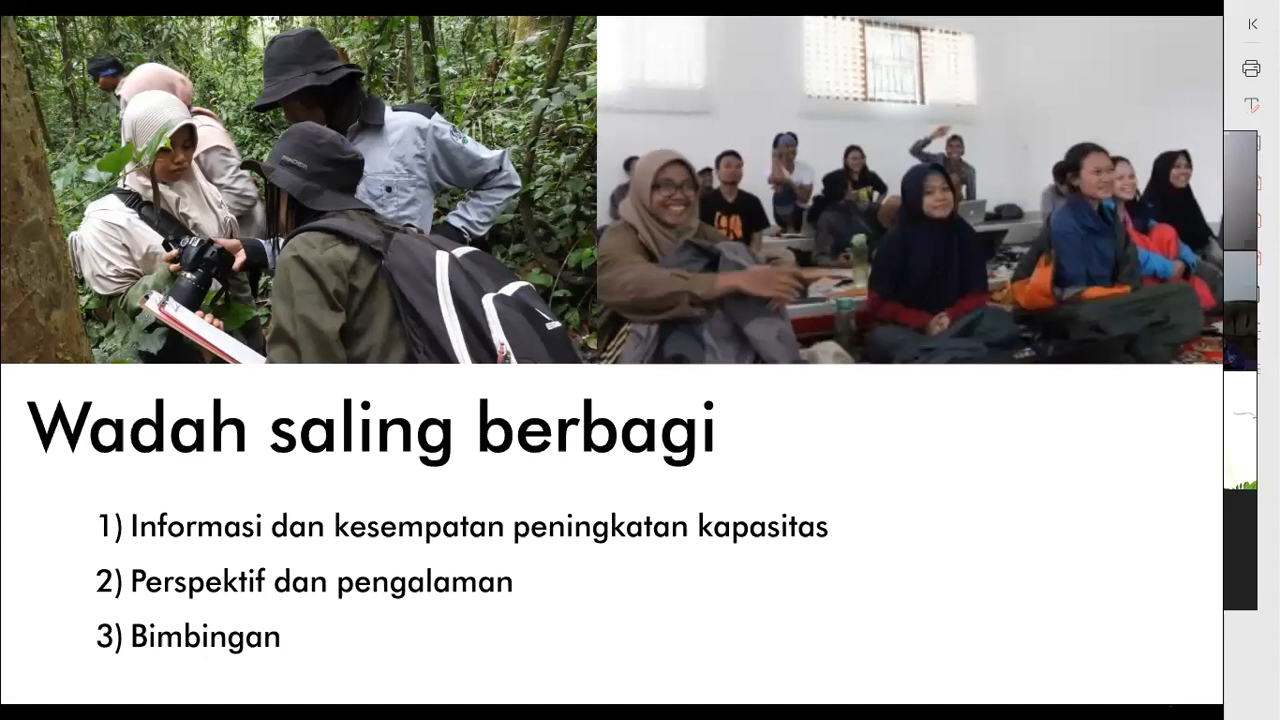 Wadah saling berbagi
1) Informasi dan kesempatan peningkatan kapasitas
2) Perspektif dan pengalaman
3) Bimbingan